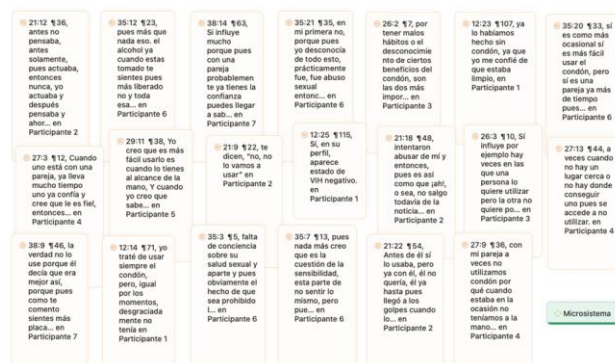 21:12 ¶36,
antes no
pensaba,
antes
solamente,
pues actuaba,
entonces
nunca, yo
actuaba y
después
pensaba y
ahor... en
Participante 2
35:12 ¶23,
pues más que
nada eso. el
alcohol ya
cuando estas
tomado te
sientes pues
más liberado
no y toda
esa... en
Participante 6
38:14 ¶63,
Si influye
mucho
porque pues
con una
pareja
probablemen
te ya tienes la
confianza
puedes llegar
a sab... en
Participante 7
35:21 ¶35, en
mi primera no,
porque pues
yo desconocía
de todo esto,
prácticamente
fue, fue abuso
sexual
entonc... en
Participante 6
26:2 ¶7, por
tener malos
hábitos o el
desconocimie
nto de ciertos
beneficios del
condón, son
las dos más
impor... en
Participante 3
12:23 ¶107, ya
lo habíamos
hecho sin
condón, ya que
yo me confié de
que estaba
limpio, en
Participante 1
35:20 ¶33, sí
es como más
ocasional sí
es más fácil
usar el
condón, pero
sí es una
pareja ya más
de tiempo
pues... en
Participante 6
27:3 ¶12, Cuando
uno está con una
pareja, ya lleva
mucho tiempo
uno ya confía y
cree que le es fiel,
entonces... en
Participante 4
29:11 ¶38, Yo
creo que es más
fácil usarlo es
cuando lo tienes
al alcance de la
mano, Y cuando
yo creo que
sabe... en
Participante 5
21:9 ¶22, te
dicen, "no, no
lo vamos a
usar" en
Participante 2
12:25 ¶115,
Sí, en su
perfil,
aparece
estado de
VIH negativo.
en
Participante 1
21:18 ¶48,
intentaron
abusar de mí y
entonces,
pues es así
como que ¡ah!,
o sea, no salgo
todavía de la
noticia... en
Participante 2
26:3 ¶10, Sí
influye por
ejemplo hay
veces en las
que una
persona lo
quiere utilizar
pero la otra no
quiere po... en
Participante 3
27:13 ¶44, a
veces cuando
no hay un
lugar cerca o
no hay donde
conseguir
uno pues se
accede a no
utilizar. en
Participante 4
38:9 ¶46, la
verdad no lo
use porque él
decía que era
mejor así,
porque pues
como te
comento
sientes más
placa... en
Participante 7
12:14 ¶71, yo
traté de usar
siempre el
condón,
pero, igual
por los
momentos,
desgraciada
mente no
tenía en
Participante 1
35:3 ¶5, falta
de conciencia
sobre su
salud sexual y
aparte y pues
obviamente el
hecho de que
sea prohibido
l... en
Participante 6
35:7 ¶13, pues
nada más creo
que es la
cuestión de la
sensibilidad,
esta parte de
no sentir lo
mismo, pero
pue... en
Participante 6
21:22 ¶54,
Antes de él sí
lo usaba, pero
ya con él, él no
quería, él ya
hasta pues
llegó a los
golpes cuando
lo... en
Participante 2
27:9 ¶36, con
mi pareja a
veces no
utilizamos
condón por
qué cuando
estaba en la
ocasión no
teníamos a la
mano... en
Participante 4
Microsistema